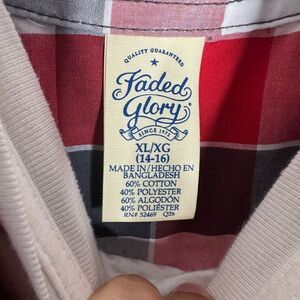 QUALITY GUARANTEED
Faded
Glory
SINCE 1972
XL/XG
(14-16)
MADE IN/HECHO EN
BANGLADESH
60% COTTON
40% POLYESTER
60% ALGODÓN
40% POLIÉSTER
RN# 52469 Q26